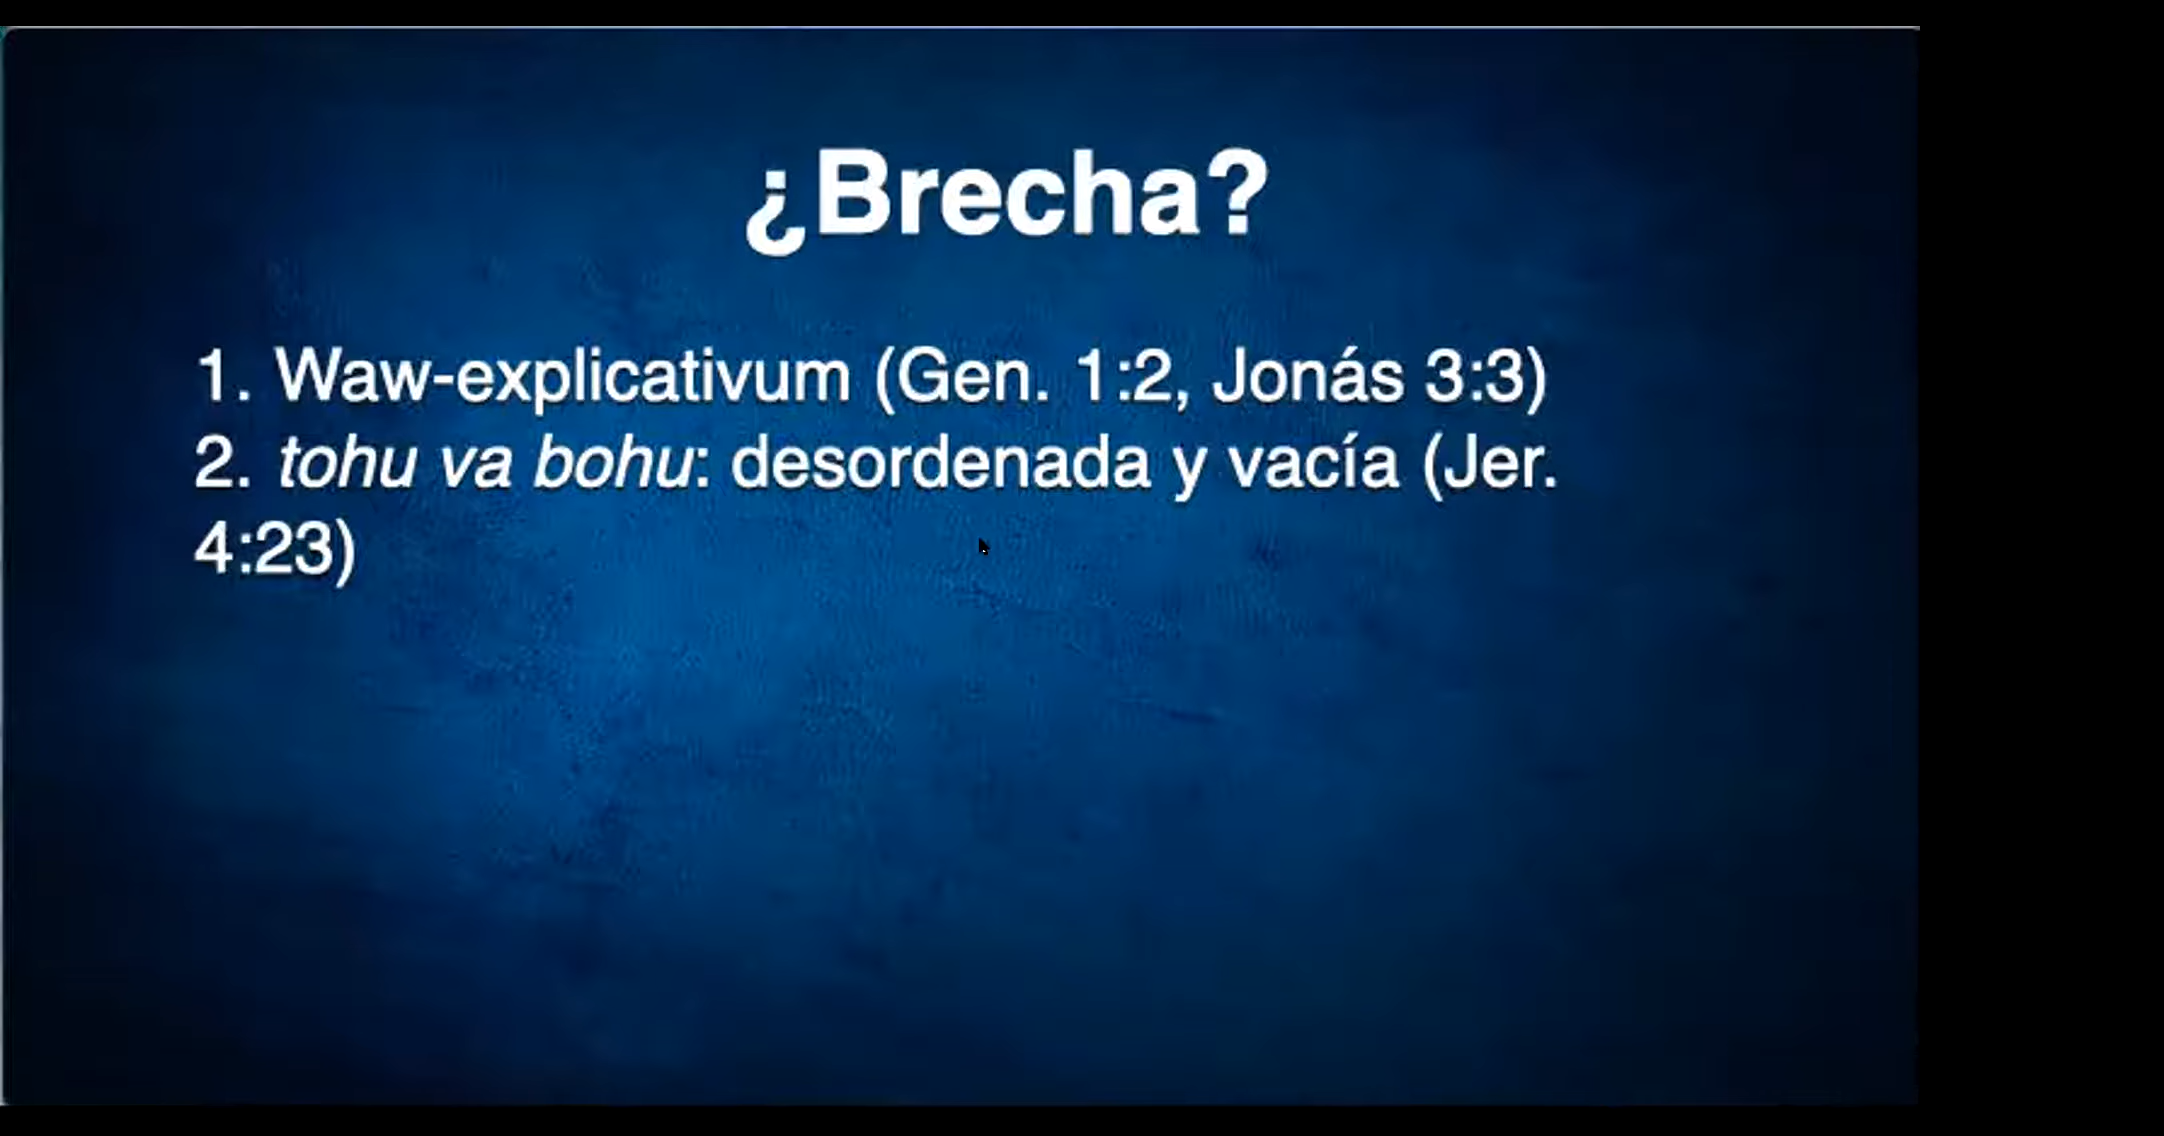 ¿Brecha?
1. Waw-explicativum (Gen. 1:2, Jonás 3:3)
2. tohu va bohu: desordenada y vacía (Jer.
4:23)